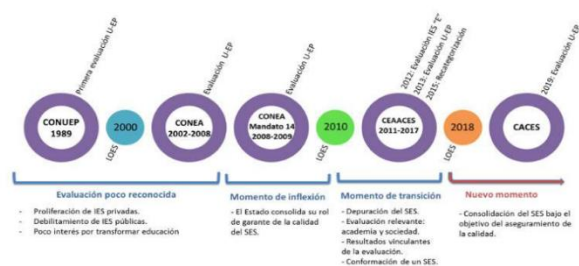 Primera evaluación U-EP
Evaluación U-EP
Evaluación U-EP
2012: Evaluación IES "E"
2013: Evaluación U-EP
2015: Recategorización
2019: Evaluación U-EP
CONUEP
1989
2000
LOES
CONEA
2002-2008
CONEA
Mandato 14
2008-2009
2010
LOES
CEAACES
2011-2017
2018
LOES
CACES
Evaluación poco reconocida
- Proliferación de IES privadas.
- Debilitamiento de IES públicas.
- Poco interés por transformar educación
Momento de inflexión
- El Estado consolida su rol
de garante de la calidad
del SES.
Momento de transición
- Depuración del SES.
- Evaluación relevante:
academia y sociedad.
- Resultados vinculantes
de la evaluación.
- Conformación de un SES.
Nuevo momento
- Consolidación del SES bajo el
objetivo del aseguramiento de
la calidad.